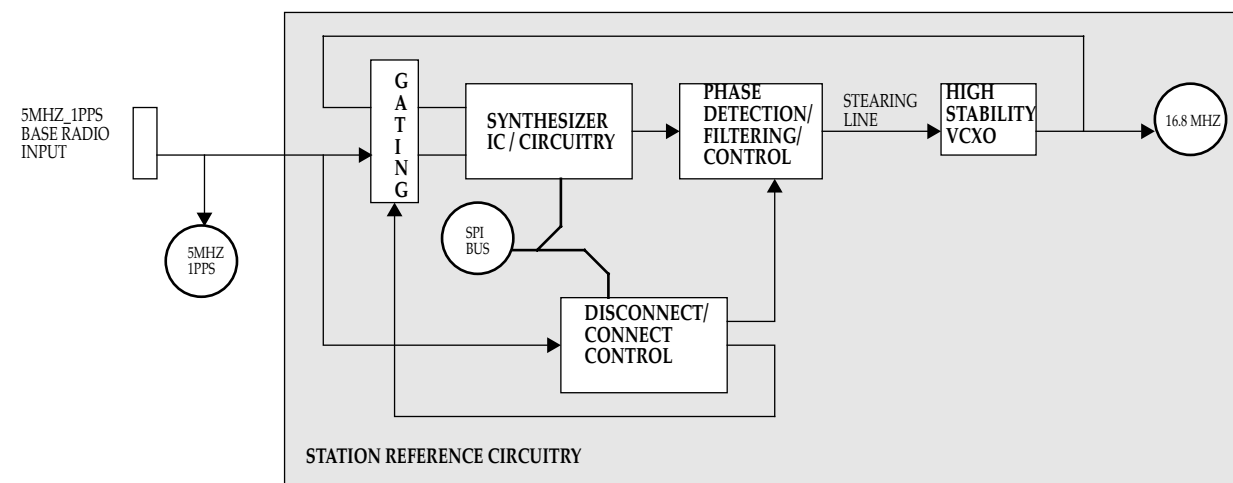 5MHZ_1PPS
BASE RADIO
INPUT
5MHZ
1PPS
G
A
T
I
N
G
SYNTHESIZER
IC / CIRCUITRY
SPI
BUS
PHASE
DETECTION/
FILTERING/
CONTROL
STEARING
LINE
HIGH
STABILITY
VCXO
16.8 MHZ
DISCONNECT/
CONNECT
CONTROL
STATION REFERENCE CIRCUITRY